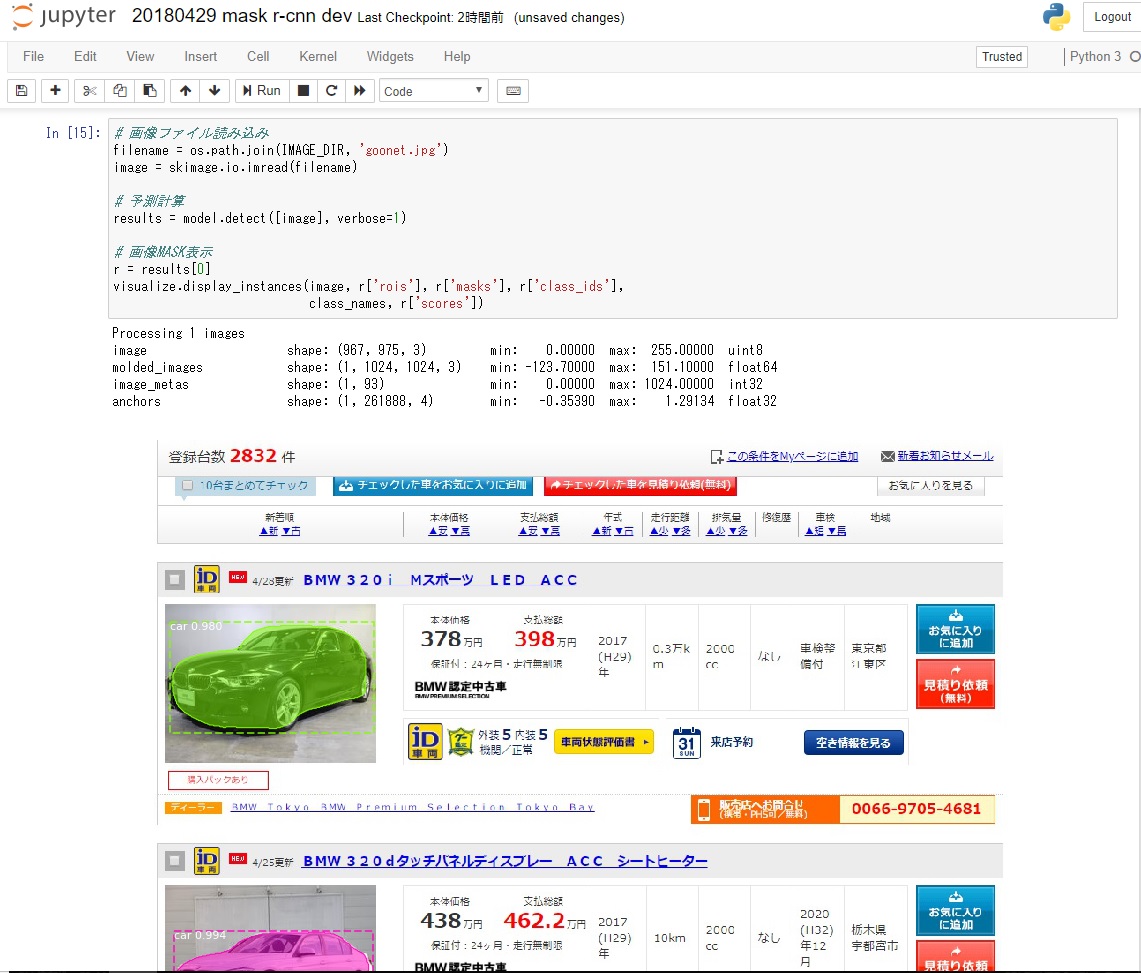 jupyter 20180429 mask r-cnn dev Last Checkpoint: 2時間前 (unsaved changes) Logout
File Edit View Insert Cell Kernel Widgets Help Trusted Python 3
Run Code
In [15]:
# 画像ファイル読み込み
filename = os.path.join(IMAGE_DIR, 'goonet.jpg')
image = skimage.io.imread(filename)
# 予測計算
results = model.detect([image], verbose=1)
# 画像MASK表示
r = results[0]
visualize.display_instances(image, r['rois'], r['masks'], r['class_ids'],
class_names, r['scores'])
Processing 1 images
image shape: (967, 975, 3) min: 0.00000 max: 255.00000 uint8
molded_images shape: (1, 1024, 1024, 3) min: -123.70000 max: 151.10000 float64
image_metas shape: (1, 93) min: 0.00000 max: 1024.00000 int32
anchors shape: (1, 261888, 4) min: -0.35390 max: 1.29134 float32
登録台数 2832 件 この条件をMyページに追加 新着お知らせメール
10台まとめてチェック チェックした車をお気に入りに追加 チェックした車を見積り依頼(無料) お気に入りを見る
新着順 本体価格 支払総額 年式 走行距離 排気量 修復歴 車検 地域
▲新 ▼古 ▲安 ▼高 ▲安 ▼高 ▲新 ▼古 ▲少 ▼多 ▲少 ▼多 ▲短 ▼長
iD 車両 NEW 4/28更新 BMW 320i Mスポーツ LED ACC
car 0.980
本体価格 支払総額
378万円 398万円
保証付：24ヶ月・走行無制限
BMW 認定中古車
BMW PREMIUM SELECTION
2017
(H29)
年
0.3万k
m
2000
cc
なし
車検整
備付
東京都
江東区
お気に入り
に追加
見積り依頼
(無料)
iD 車両 外装5 内装5
機関/正常
車両状態評価書
31
SUN
来店予約
空き情報を見る
購入パックあり
ディーラー BMW Tokyo BMW Premium Selection Tokyo Bay
販売店へお問合せ
(携帯・PHS可／無料)
0066-9705-4681
iD 車両 NEW 4/25更新 BMW 320dタッチパネルディスプレー ACC シートヒーター
car 0.994
本体価格 支払総額
438万円 462.2万円
保証付：24ヶ月・走行無制限
BMW 認定中古車
2017
(H29)
年
10km
2000
cc
なし
2020
(H32)
年12
月
栃木県
宇都宮市
お気に入り
に追加
見積り依頼